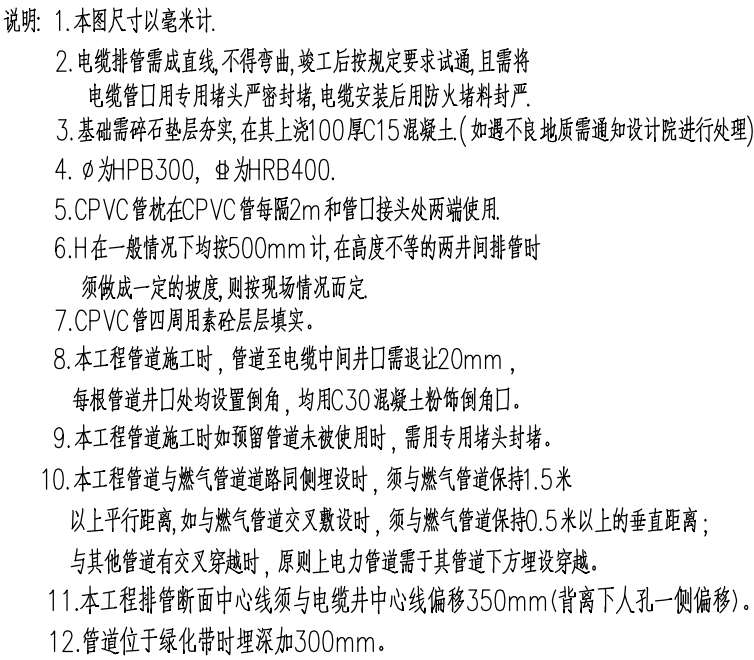 说明: 1.本图尺寸以毫米计.
2.电缆排管需成直线,不得弯曲,竣工后按规定要求试通,且需将
电缆管口用专用堵头严密封堵,电缆安装后用防火堵料封严.
3.基础需碎石垫层夯实,在其上浇100厚C15混凝土.(如遇不良地质需通知设计院进行处理)
4. ϕ为HPB300, ⏀为HRB400.
5.CPVC管枕在CPVC管每隔2m和管口接头处两端使用.
6.H在一般情况下均按500mm计,在高度不等的两井间排管时
须做成一定的坡度,则按现场情况而定.
7.CPVC管四周用素砼层层填实。
8.本工程管道施工时，管道至电缆中间井口需退让20mm，
每根管道井口处均设置倒角，均用C30混凝土粉饰倒角口。
9.本工程管道施工时如预留管道未被使用时，需用专用堵头封堵。
10.本工程管道与燃气管道道路同侧埋设时，须与燃气管道保持1.5米
以上平行距离,如与燃气管道交叉敷设时，须与燃气管道保持0.5米以上的垂直距离；
与其他管道有交叉穿越时，原则上电力管道需于其管道下方埋设穿越。
11.本工程排管断面中心线须与电缆井中心线偏移350mm(背离下人孔一侧偏移)。
12.管道位于绿化带时埋深加300mm。